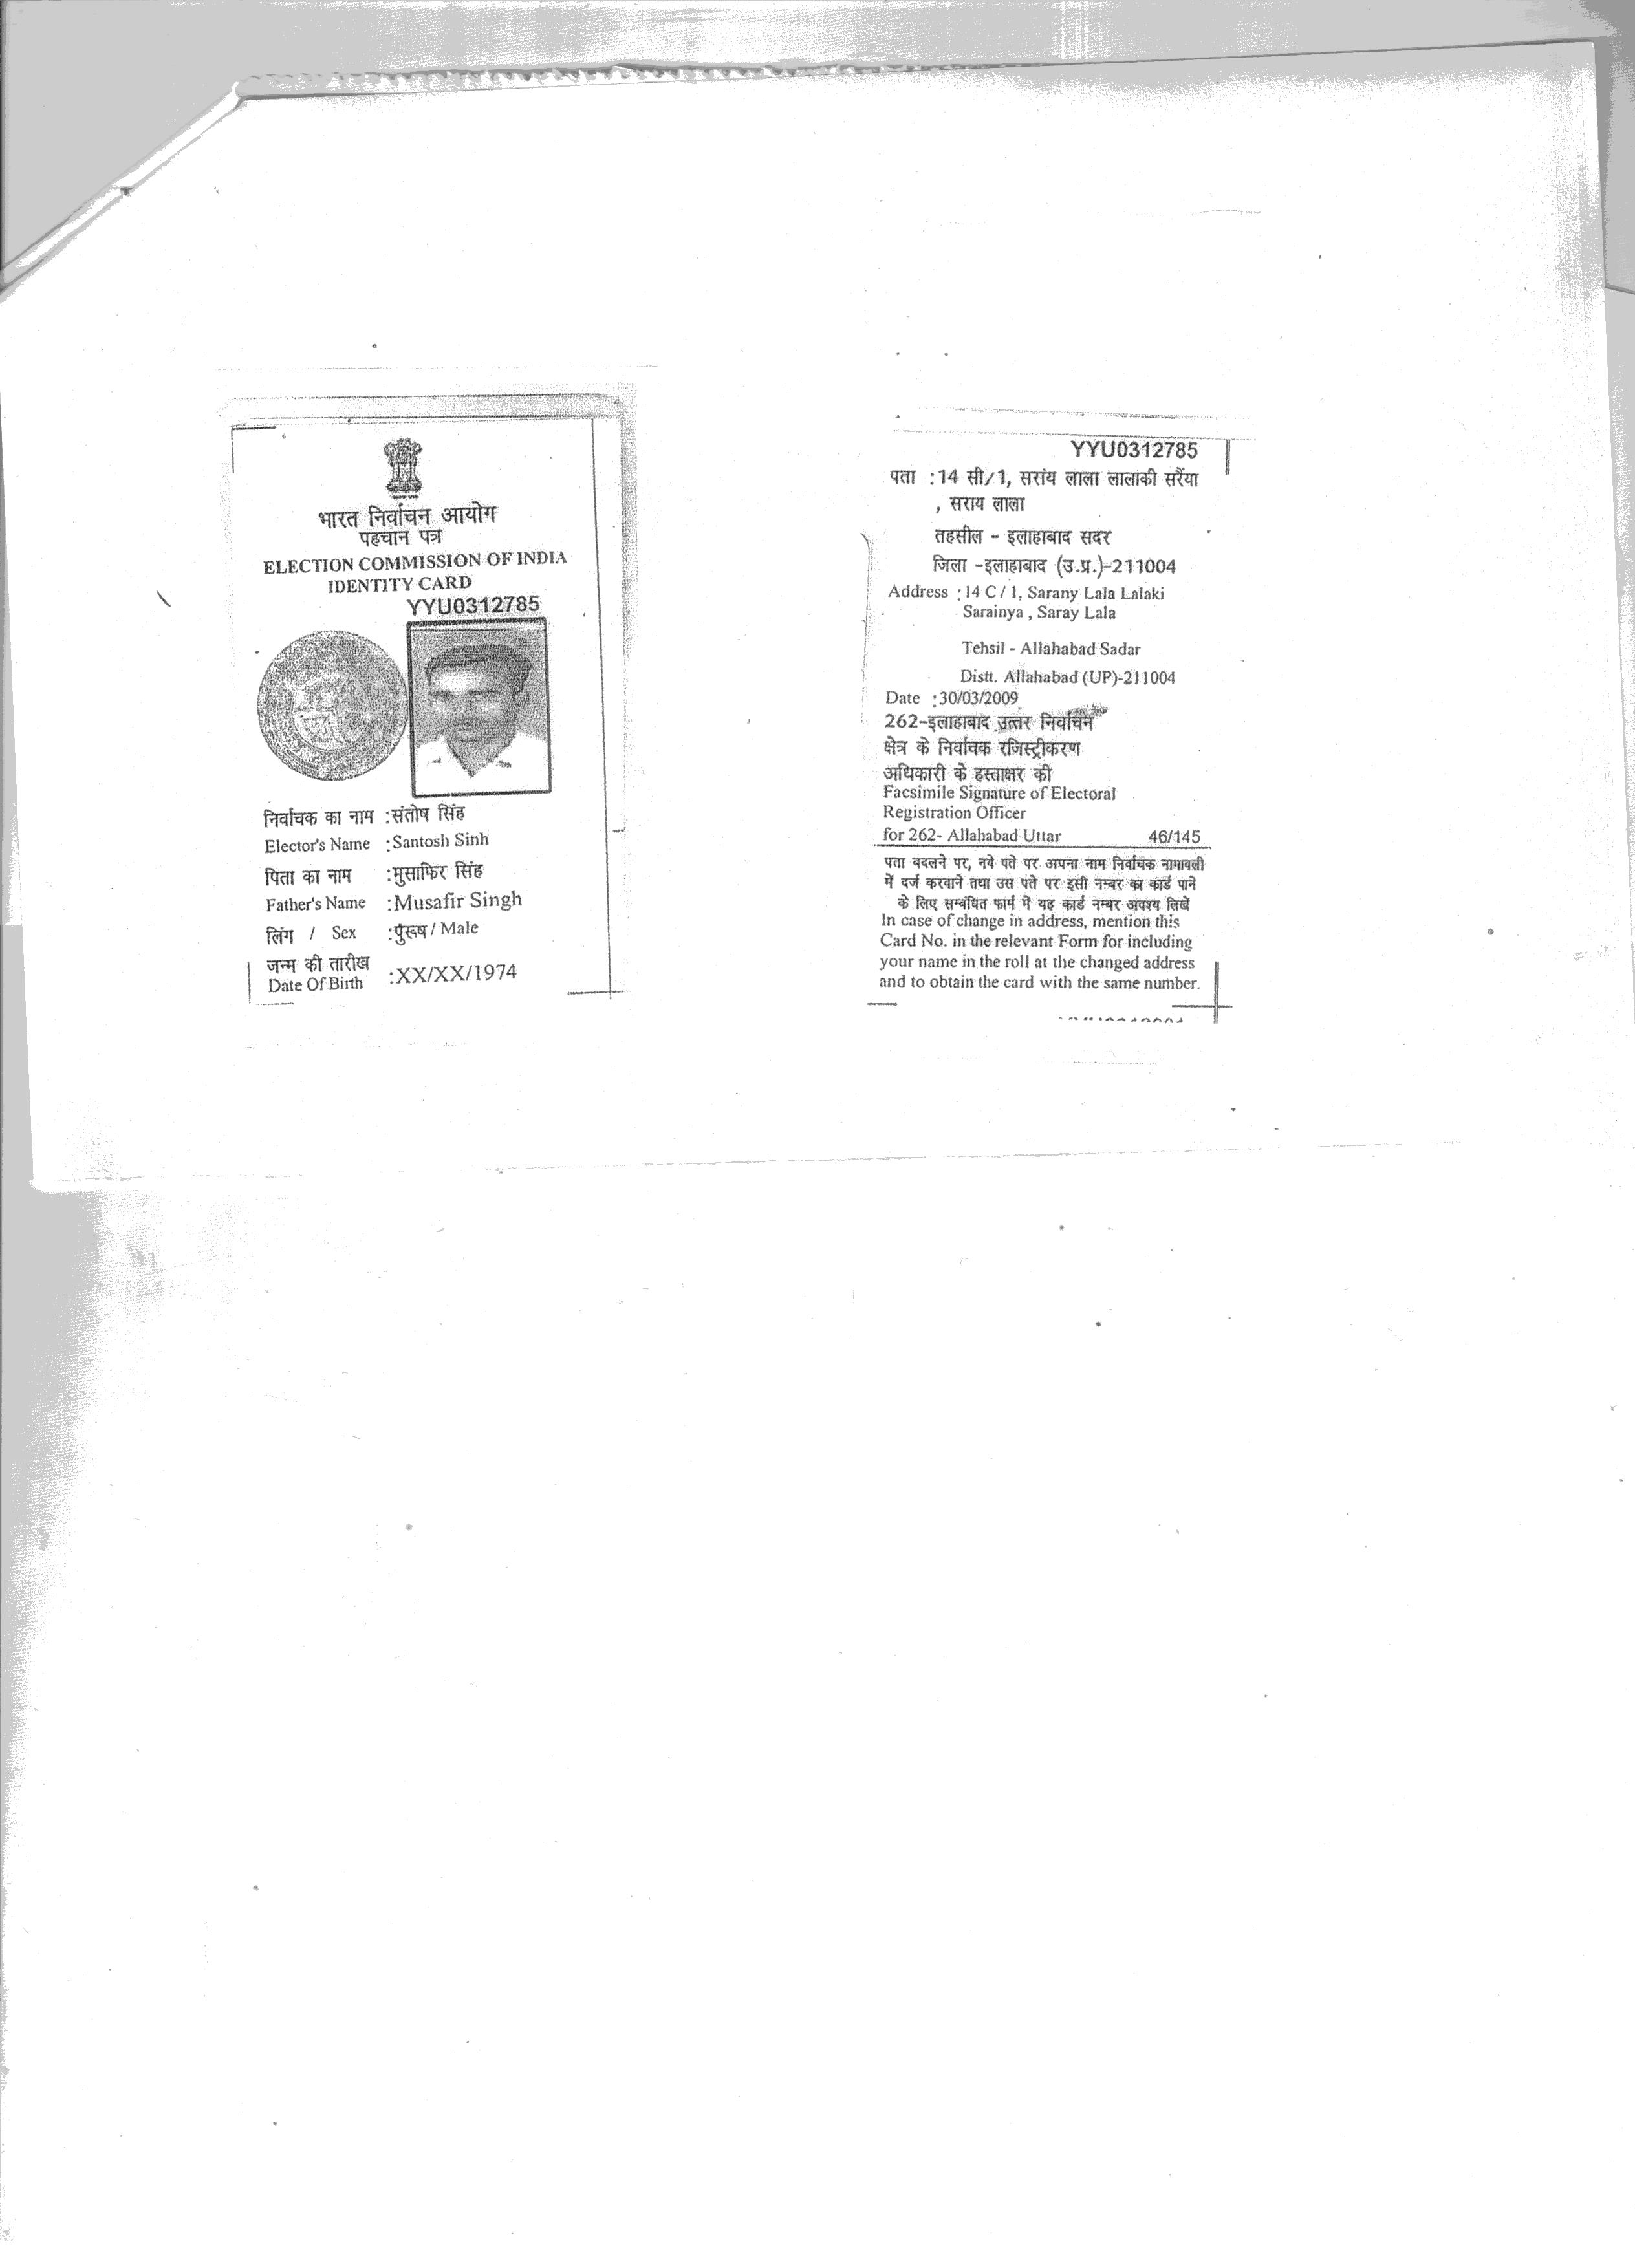 भारत निर्वाचन आयोग
पहचान पत्र
ELECTION COMMISSION OF INDIA
IDENTITY CARD
YYU0312785
निर्वाचक का नाम :संतोष सिंह
Elector's Name :Santosh Sinh
पिता का नाम :मुसाफिर सिंह
Father's Name :Musafir Singh
लिंग / Sex :पुरूष / Male
जन्म की तारीख
Date Of Birth :XX/XX/1974
YYU0312785
पता :14 सी/1, सरांय लाला लालाकी सरैंया
, सराय लाला
तहसील - इलाहाबाद सदर
जिला -इलाहाबाद (उ.प्र.)-211004
Address :14 C / 1, Sarany Lala Lalaki
Sarainya , Saray Lala
Tehsil - Allahabad Sadar
Distt. Allahabad (UP)-211004
Date :30/03/2009
262-इलाहाबाद उत्तर निर्वाचन
क्षेत्र के निर्वाचक रजिस्ट्रीकरण
अधिकारी के हस्ताक्षर की
Facsimile Signature of Electoral
Registration Officer
for 262- Allahabad Uttar 46/145
पता बदलने पर, नये पते पर अपना नाम निर्वाचक नामावली
में दर्ज करवाने तथा उस पते पर इसी नम्बर का कार्ड पाने
के लिए सम्बंधित फार्म में यह कार्ड नम्बर अवश्य लिखें
In case of change in address, mention this
Card No. in the relevant Form for including
your name in the roll at the changed address
and to obtain the card with the same number.